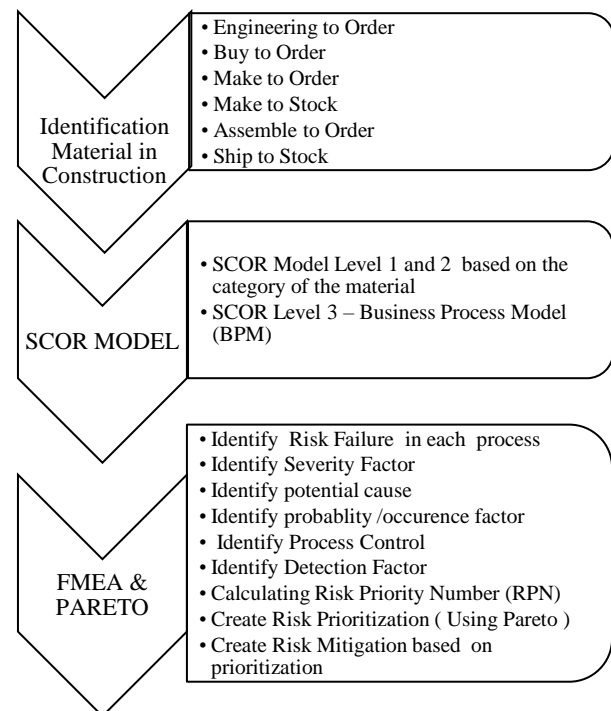 Identification
Material in
Construction
• Engineering to Order
• Buy to Order
• Make to Order
• Make to Stock
• Assemble to Order
• Ship to Stock
SCOR MODEL
• SCOR Model Level 1 and 2 based on the
category of the material
• SCOR Level 3 – Business Process Model
(BPM)
FMEA &
PARETO
• Identify Risk Failure in each process
• Identify Severity Factor
• Identify potential cause
• Identify probablity /occurence factor
• Identify Process Control
• Identify Detection Factor
• Calculating Risk Priority Number (RPN)
• Create Risk Prioritization ( Using Pareto )
• Create Risk Mitigation based on
prioritization